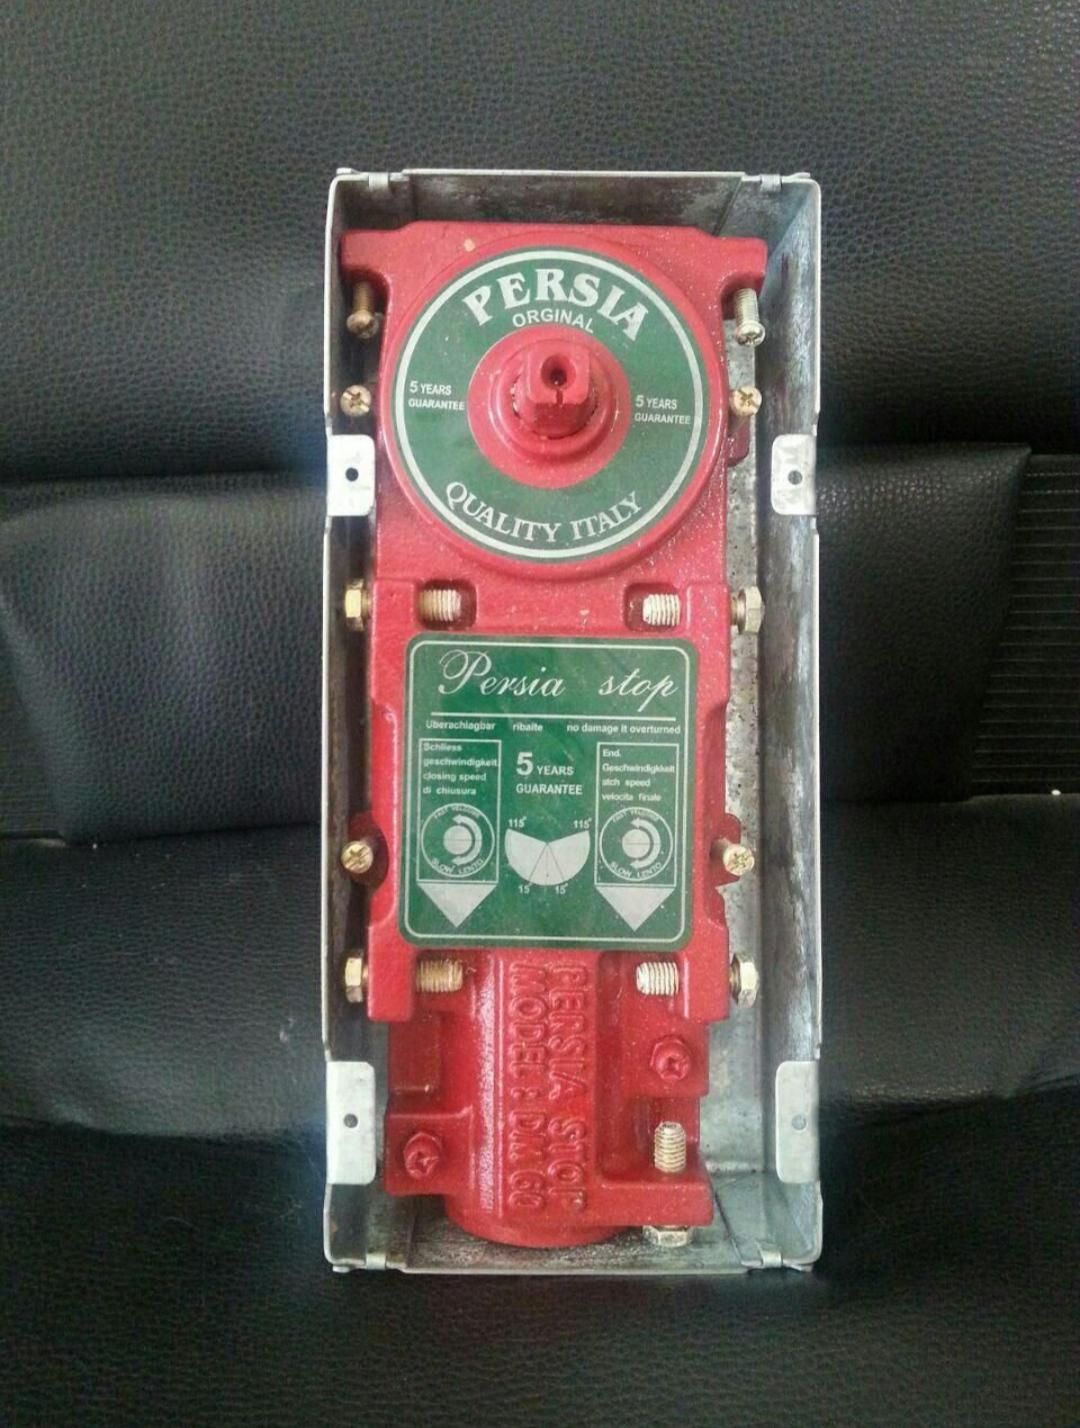 PERSIA
ORGINAL
5 YEARS
GUARANTEE
5 YEARS
GUARANTEE
QUALITY ITALY
Persia stop
Uberachlagbar ribalte no damage it overturned
Schliess
geschwindigkeit
closing speed
di chiusura
5 YEARS
GUARANTEE
End.
Geschwindigkkeit
atch speed
velocita finale
115°
115°
15°
15°
SLOW LENTO
SLOW LENTO
PERSIA STOP
MODEL : DM 60